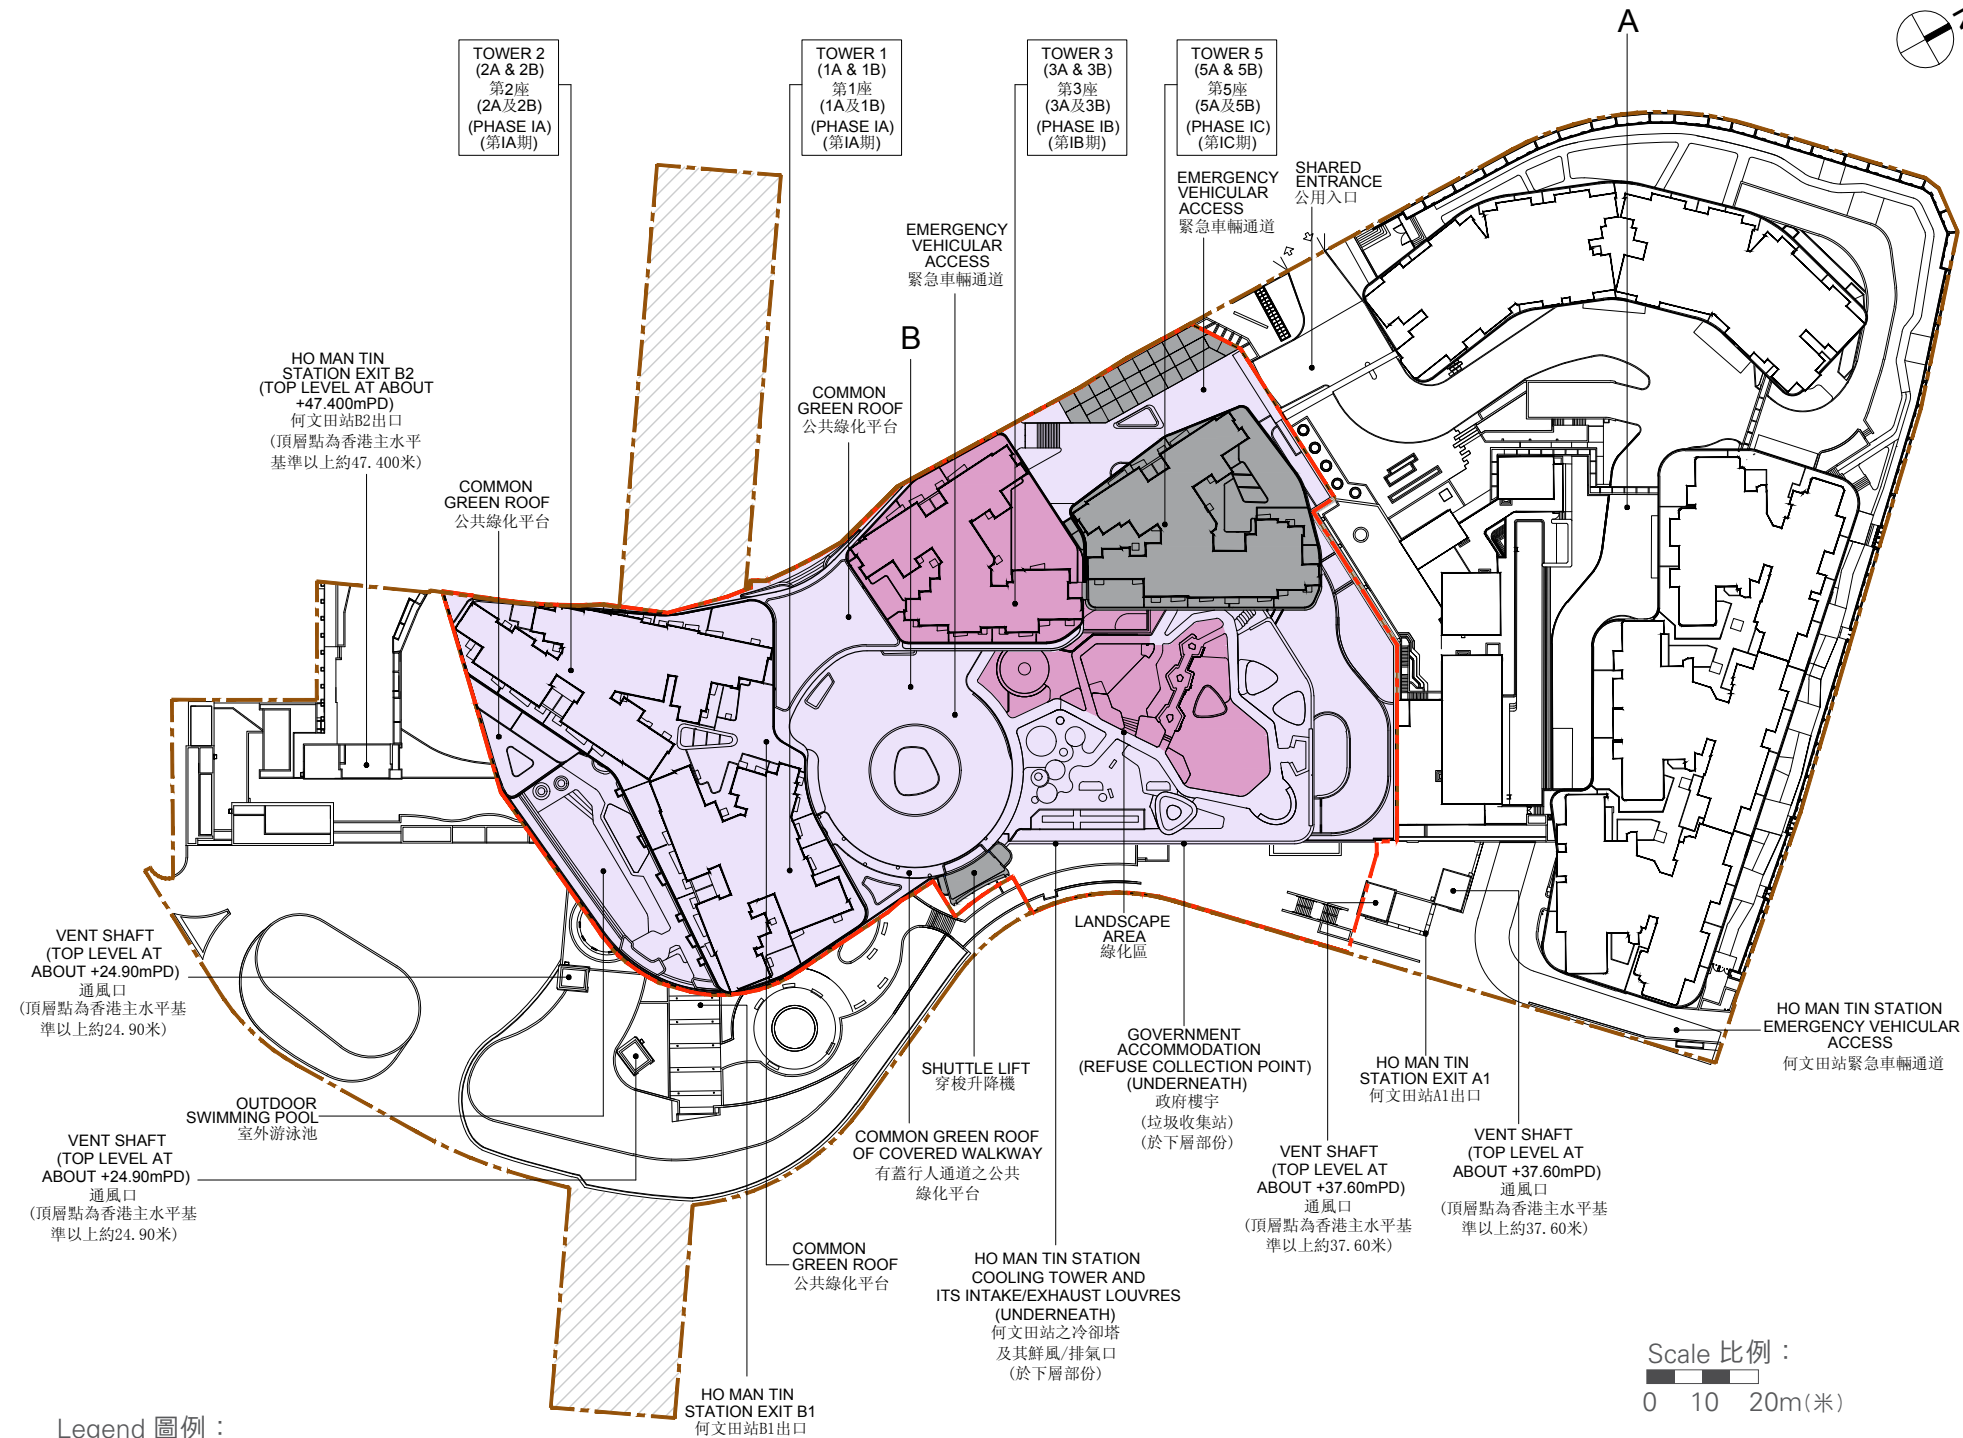 A
TOWER 2
(2A & 2B)
第2座
(2A及2B)
(PHASE IA)
(第IA期)
TOWER 1
(1A & 1B)
第1座
(1A及1B)
(PHASE IA)
(第IA期)
TOWER 3
(3A & 3B)
第3座
(3A及3B)
(PHASE IB)
(第IB期)
TOWER 5
(5A & 5B)
第5座
(5A及5B)
(PHASE IC)
(第IC期)
EMERGENCY
VEHICULAR
ACCESS
緊急車輛通道
SHARED
ENTRANCE
公用入口
EMERGENCY
VEHICULAR
ACCESS
緊急車輛通道
B
HO MAN TIN
STATION EXIT B2
(TOP LEVEL AT ABOUT
+47.400mPD)
何文田站B2出口
(頂層點為香港主水平
基準以上約47.400米)
COMMON
GREEN ROOF
公共綠化平台
COMMON
GREEN ROOF
公共綠化平台
VENT SHAFT
(TOP LEVEL AT
ABOUT +24.90mPD)
通風口
(頂層點為香港主水平基
準以上約24.90米)
LANDSCAPE
AREA
綠化區
HO MAN TIN STATION
EMERGENCY VEHICULAR
ACCESS
何文田站緊急車輛通道
OUTDOOR
SWIMMING POOL
室外游泳池
SHUTTLE LIFT
穿梭升降機
GOVERNMENT
ACCOMMODATION
(REFUSE COLLECTION POINT)
(UNDERNEATH)
政府樓宇
(垃圾收集站)
(於下層部份)
HO MAN TIN
STATION EXIT A1
何文田站A1出口
VENT SHAFT
(TOP LEVEL AT
ABOUT +24.90mPD)
通風口
(頂層點為香港主水平基
準以上約24.90米)
COMMON GREEN ROOF
OF COVERED WALKWAY
有蓋行人通道之公共
綠化平台
VENT SHAFT
(TOP LEVEL AT
ABOUT +37.60mPD)
通風口
(頂層點為香港主水平基
準以上約37.60米)
VENT SHAFT
(TOP LEVEL AT
ABOUT +37.60mPD)
通風口
(頂層點為香港主水平基
準以上約37.60米)
COMMON
GREEN ROOF
公共綠化平台
HO MAN TIN STATION
COOLING TOWER AND
ITS INTAKE/EXHAUST LOUVRES
(UNDERNEATH)
何文田站之冷卻塔
及其鮮風/排氣口
(於下層部份)
HO MAN TIN
STATION EXIT B1
何文田站B1出口
Scale 比例：
0 10 20m(米)
Legend 圖例：